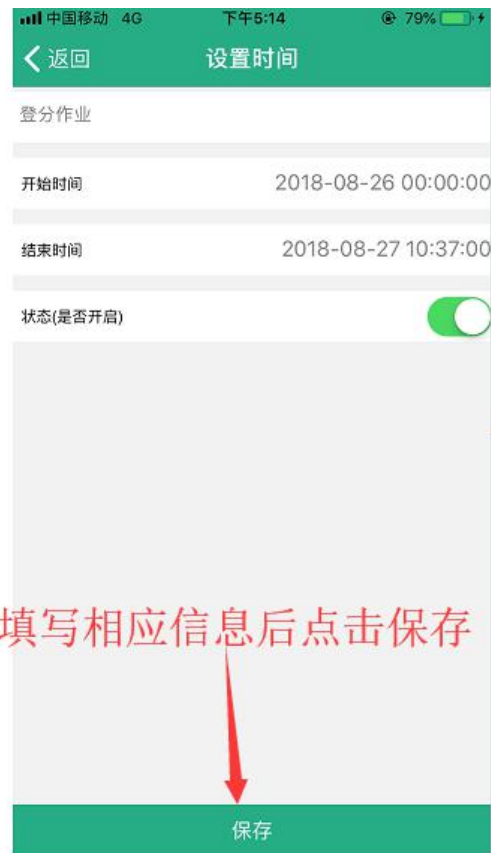 中国移动 4G 下午5:14 79%
返回 设置时间
登分作业
开始时间 2018-08-26 00:00:00
结束时间 2018-08-27 10:37:00
状态(是否开启)
填写相应信息后点击保存
保存